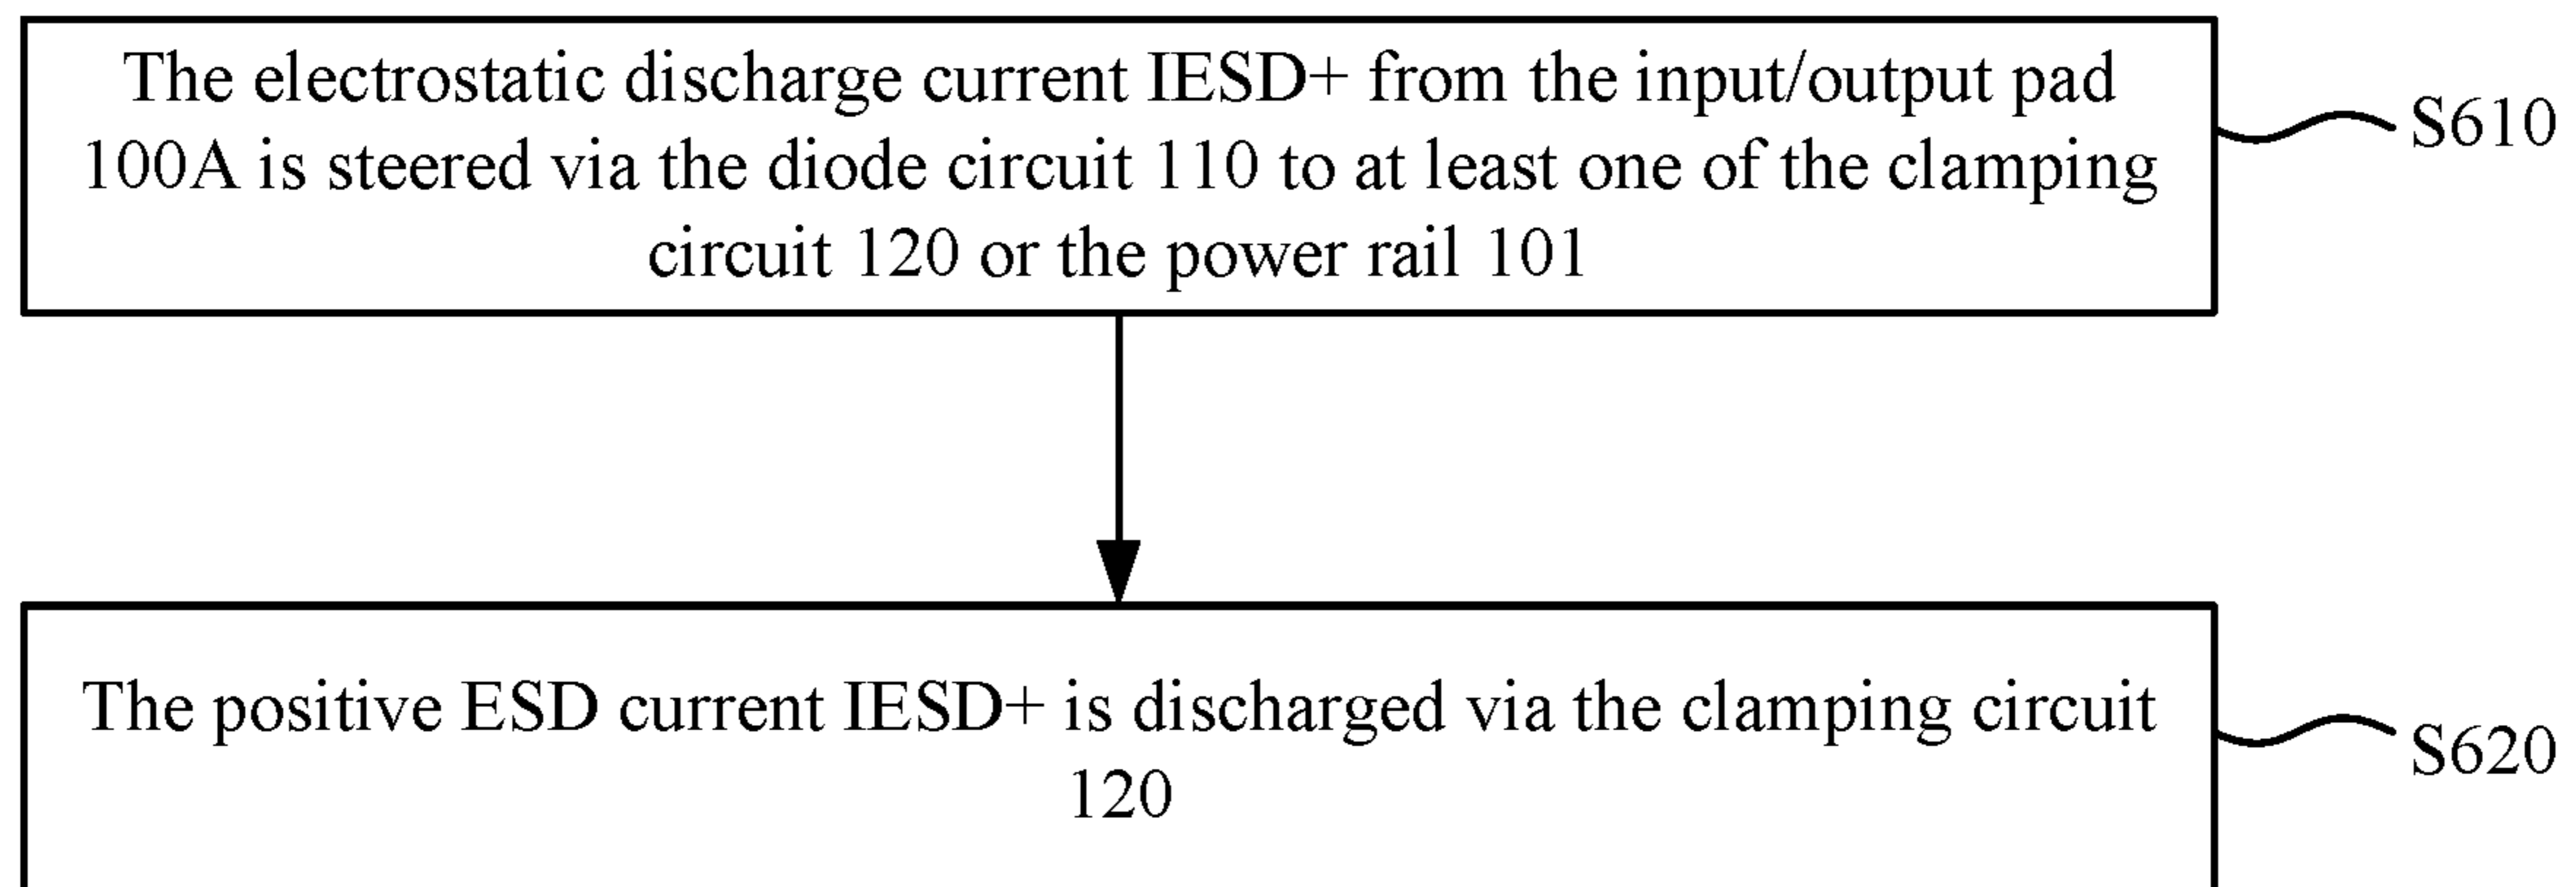 The electrostatic discharge current IESD+ from the input/output pad
100A is steered via the diode circuit 110 to at least one of the clamping
circuit 120 or the power rail 101
S610
The positive ESD current IESD+ is discharged via the clamping circuit
120
S620